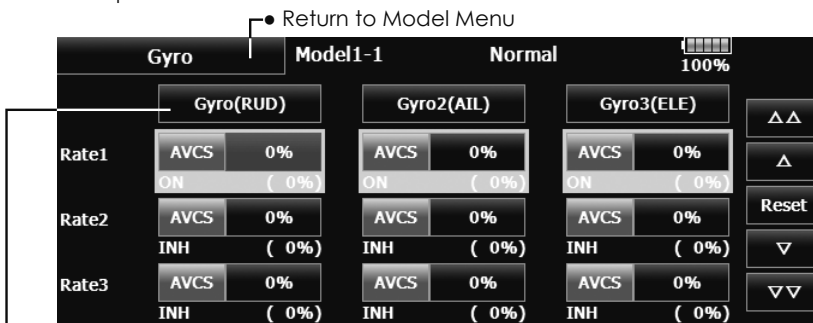 ● Return to Model Menu
Gyro Model1-1 Normal 100%
Gyro(RUD) Gyro2(AIL) Gyro3(ELE)
Rate1 AVCS 0% AVCS 0% AVCS 0%
ON ( 0%) ON ( 0%) ON ( 0%)
Rate2 AVCS 0% AVCS 0% AVCS 0%
INH ( 0%) INH ( 0%) INH ( 0%)
Rate3 AVCS 0% AVCS 0% AVCS 0%
INH ( 0%) INH ( 0%) INH ( 0%)
Reset